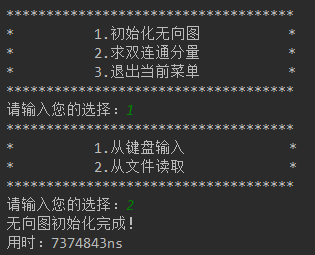 ************************************
*          1.初始化无向图          *
*          2.求双连通分量          *
*          3.退出当前菜单          *
************************************
请输入您的选择：1
************************************
*          1.从键盘输入            *
*          2.从文件读取            *
************************************
请输入您的选择：2
无向图初始化完成！
用时：7374843ns